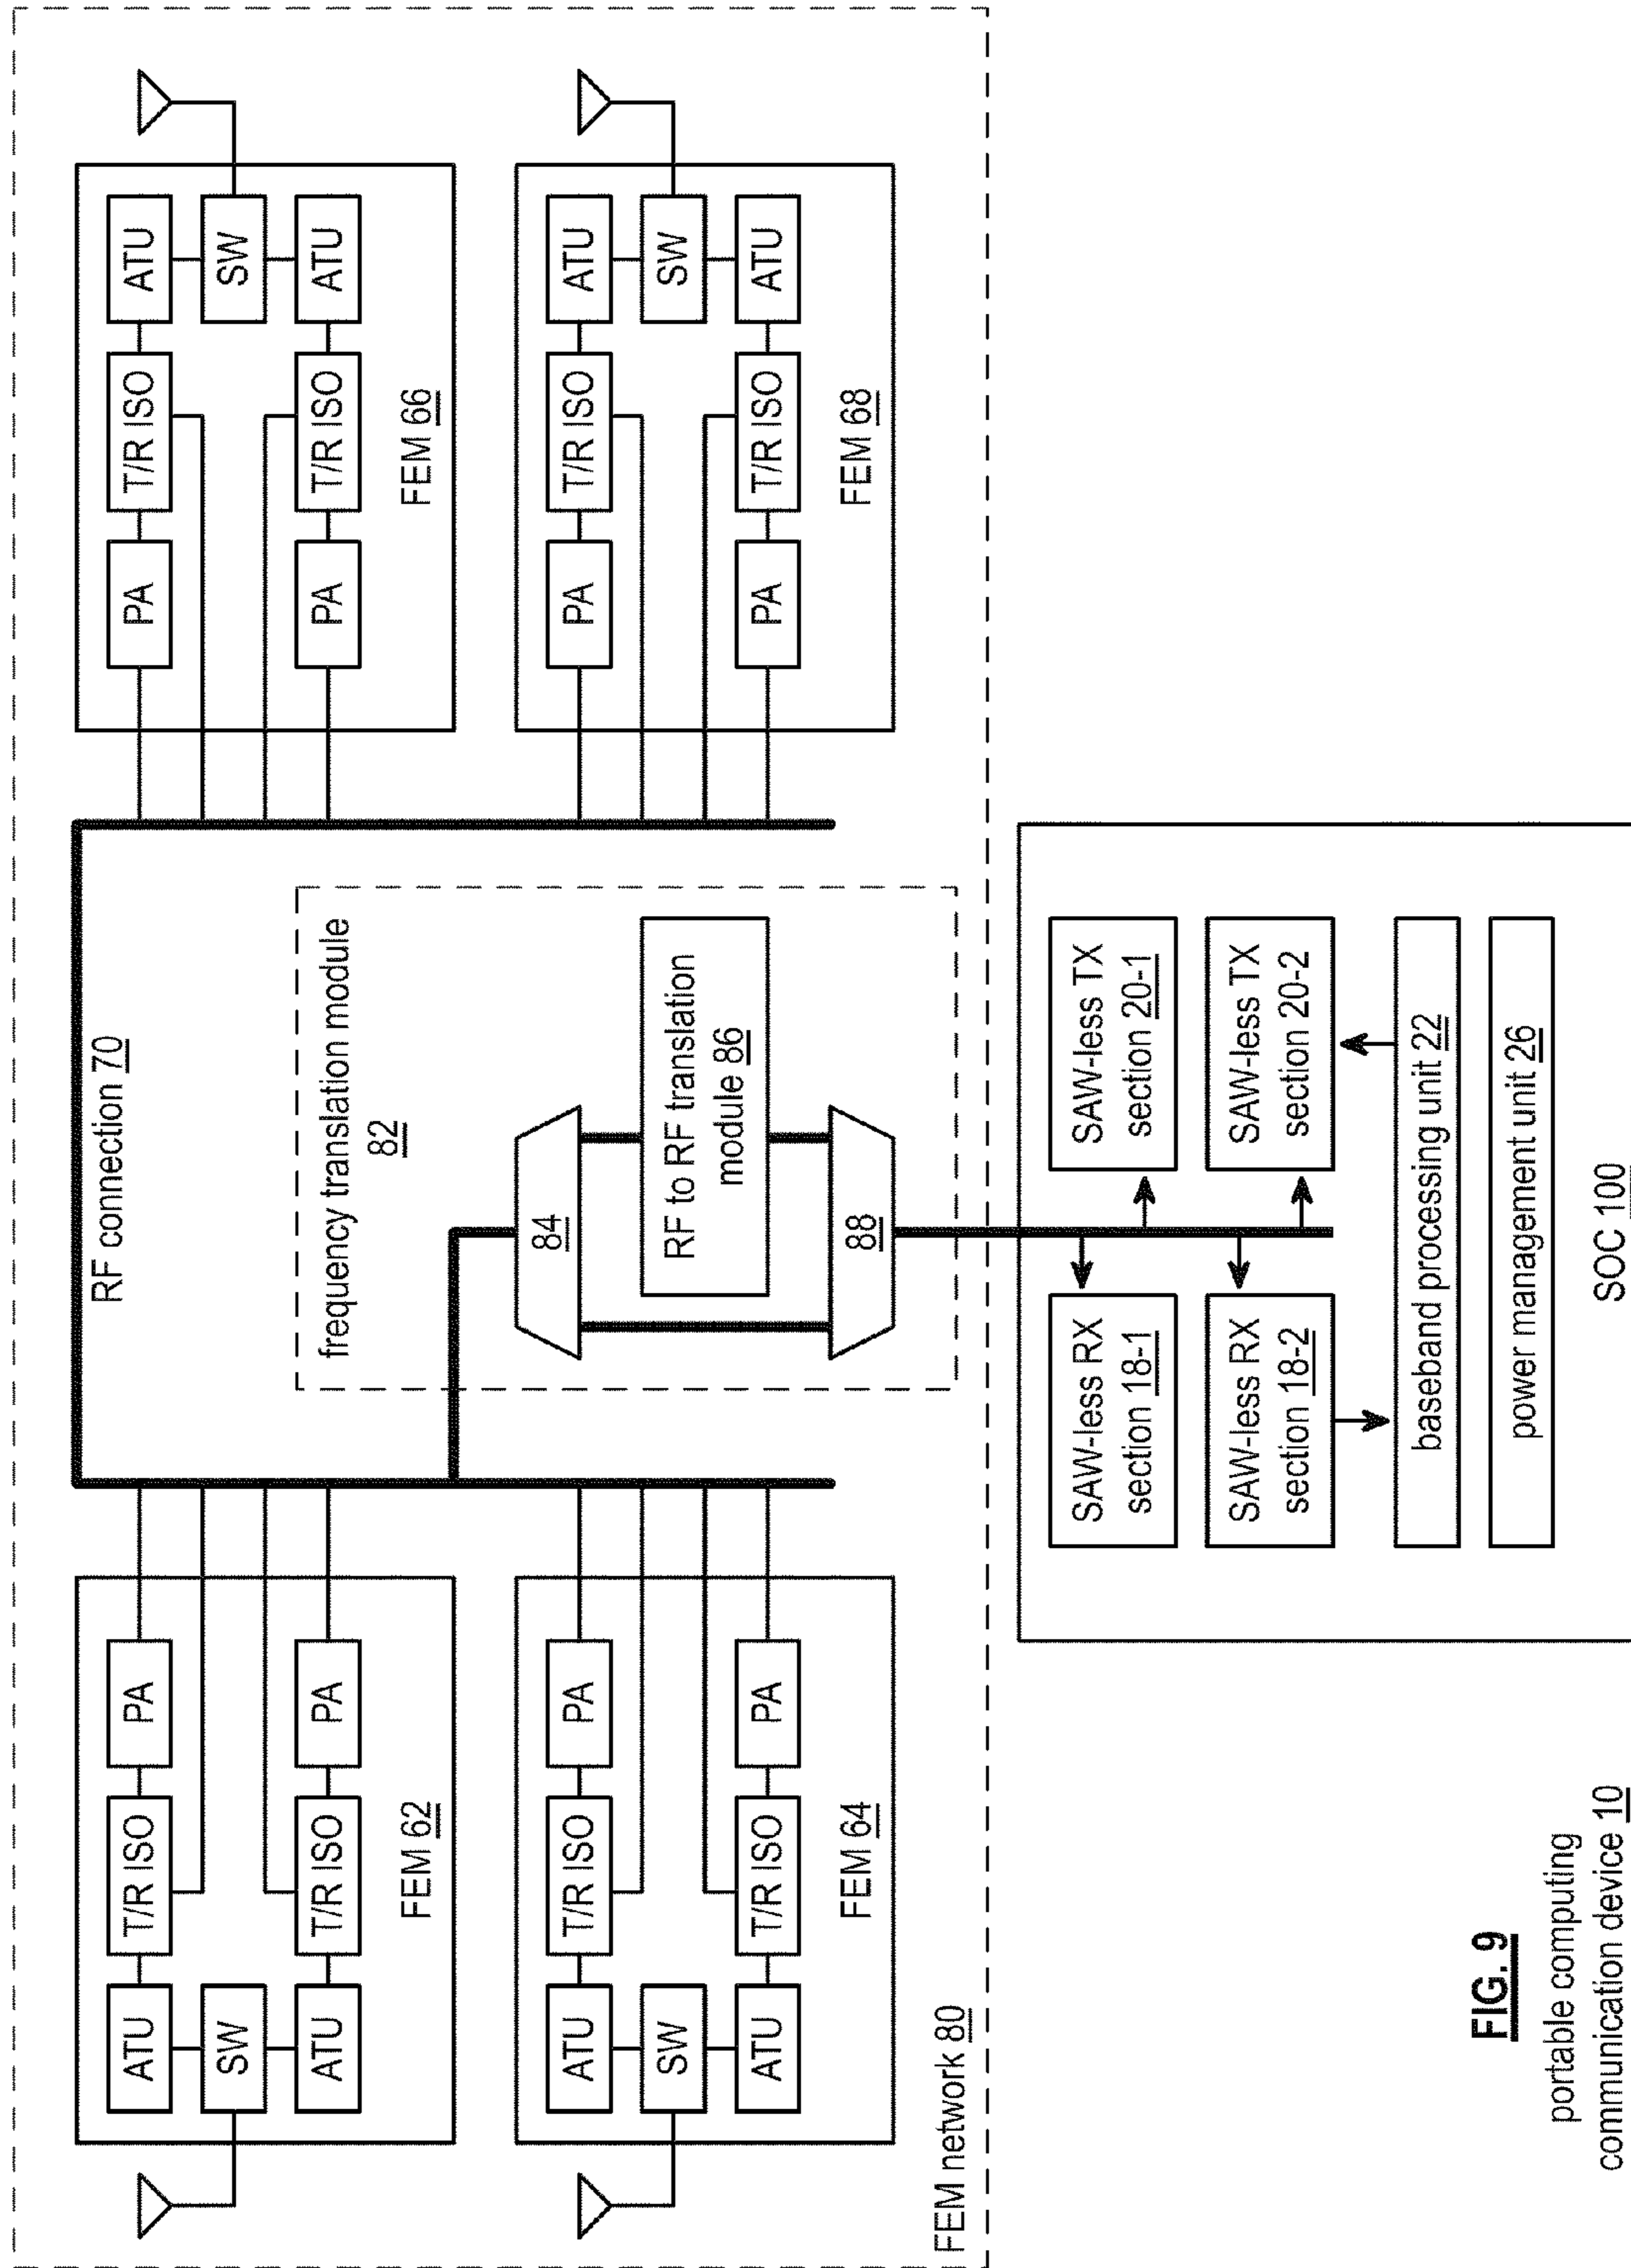 ATU
T/R ISO
PA
SW
ATU
T/R ISO
PA
FEM 62
RF connection 70
PA
T/R ISO
ATU
SW
PA
T/R ISO
ATU
FEM 66
ATU
T/R ISO
PA
SW
ATU
T/R ISO
PA
FEM 64
frequency translation module
82
84
RF to RF translation
module 86
88
PA
T/R ISO
ATU
SW
PA
T/R ISO
ATU
FEM 68
FEM network 80
SAW-less RX
section 18-1
SAW-less TX
section 20-1
SAW-less RX
section 18-2
SAW-less TX
section 20-2
baseband processing unit 22
power management unit 26
SOC 100
FIG. 9
portable computing
communication device 10